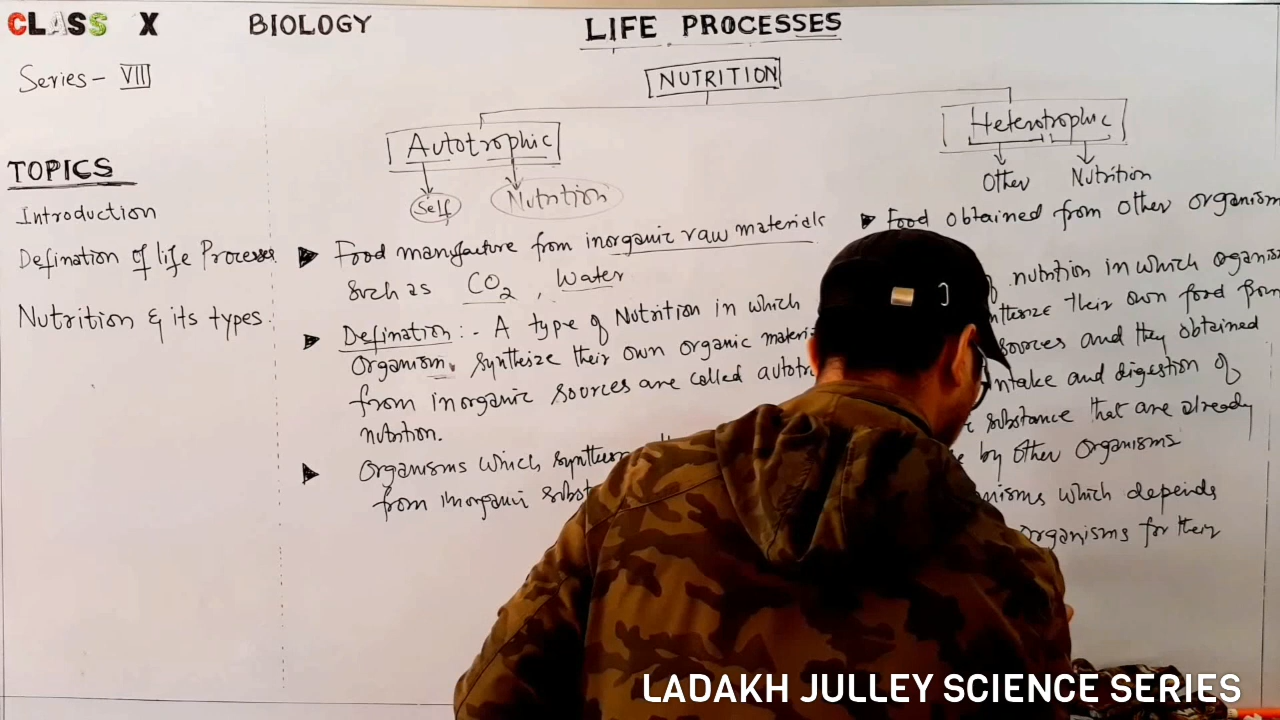 CLASS X BIOLOGY LIFE PROCESSES
Series - VII
NUTRITION
Autotrophic
Self Nutrition
Heterotrophic
Other Nutrition
TOPICS
Introduction
Defination of life Processes
Nutrition & its types.
Food manufacture from inorganic raw materials
such as CO2, Water
Defination :- A type of Nutrition in which
Organism synthesize their own organic
from inorganic sources are called
nutrition.
Organisms which
from inorganic
Food obtained from other organism
nutrition in which
their own food from
sources and they obtained
intake and digestion of
substance that are already
by other Organisms
which depends
organisms for their
LADAKH JULLEY SCIENCE SERIES